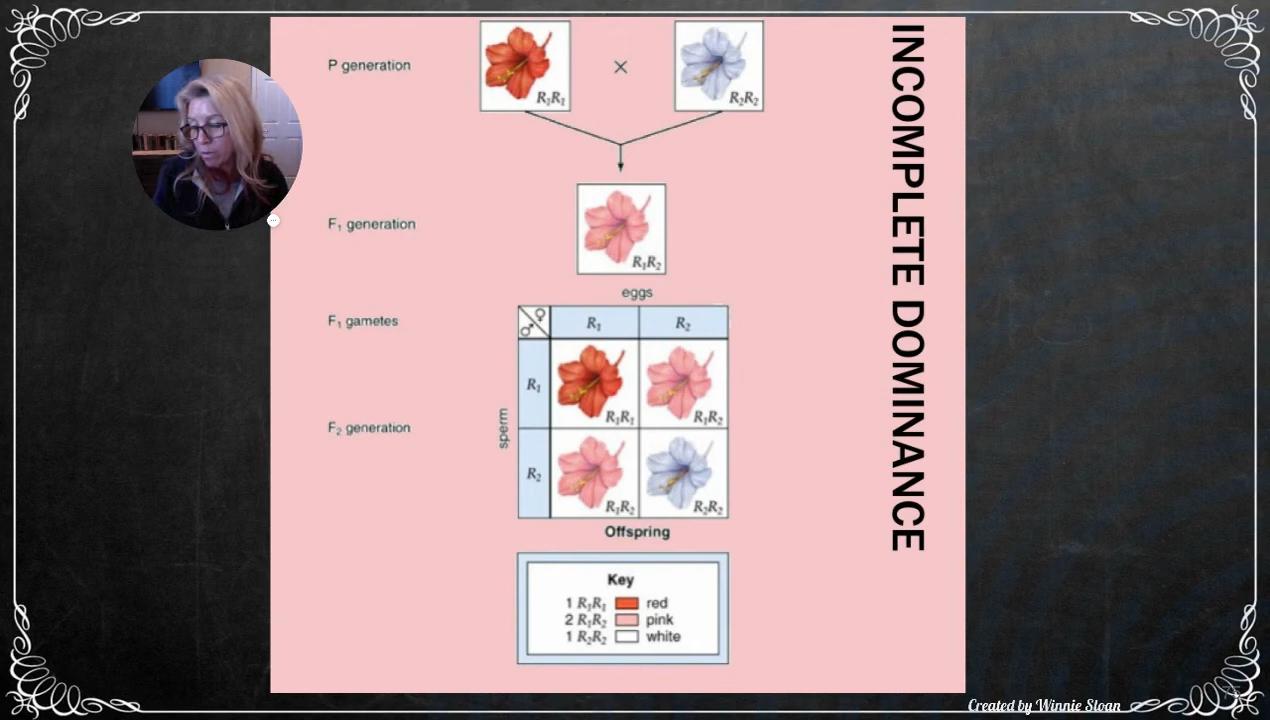 INCOMPLETE DOMINANCE
P generation
×
R₁R₁
R₂R₂
F₁ generation
R₁R₂
eggs
F₁ gametes
♀
♂
R₁
R₂
sperm
R₁
R₁R₁
R₁R₂
F₂ generation
R₂
R₁R₂
R₂R₂
Offspring
Key
1 R₁R₁ red
2 R₁R₂ pink
1 R₂R₂ white
Created by Winnie Sloan